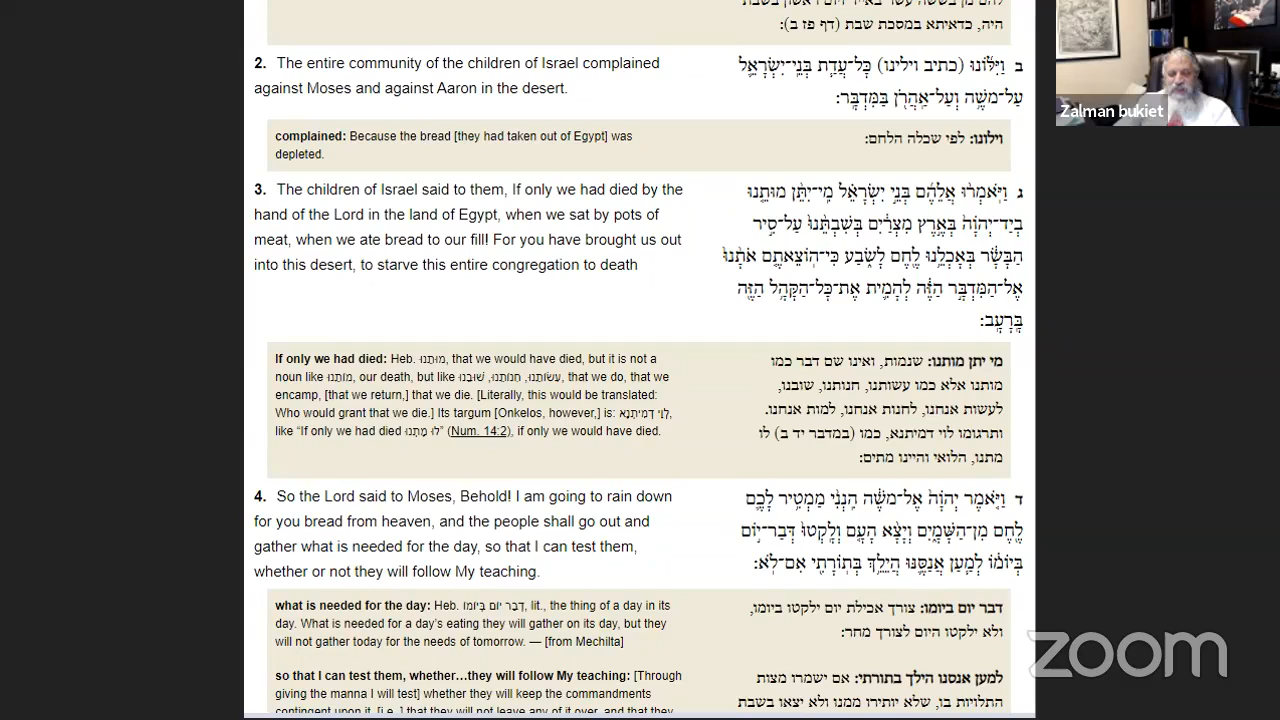 היה, כדאיתא במסכת שבת (דף פז ב):
2. The entire community of the children of Israel complained
against Moses and against Aaron in the desert.
ב וַיִּלּ֜וֹנוּ (כתיב וילינו) כָּל־עֲדַ֧ת בְּנֵֽי־יִשְׂרָאֵ֛ל
עַל־משֶׁ֥ה וְעַל־אַֽהֲרֹ֖ן בַּמִּדְבָּֽר:
complained: Because the bread [they had taken out of Egypt] was
depleted.
וילונו: לפי שכלה הלחם:
3. The children of Israel said to them, If only we had died by the
hand of the Lord in the land of Egypt, when we sat by pots of
meat, when we ate bread to our fill! For you have brought us out
into this desert, to starve this entire congregation to death
ג וַיֹּֽאמְר֨וּ אֲלֵהֶ֜ם בְּנֵ֣י יִשְׂרָאֵ֗ל מִֽי־יִתֵּ֨ן מוּתֵ֤נוּ
בְיַד־יְהֹוָה֙ בְּאֶ֣רֶץ מִצְרַ֔יִם בְּשִׁבְתֵּ֨נוּ֙ עַל־סִ֣יר
הַבָּשָׂ֔ר בְּאָכְלֵ֥נוּ לֶ֖חֶם לָשׂ֑בַע כִּי־הֽוֹצֵאתֶ֤ם אֹתָ֨נוּ֙
אֶל־הַמִּדְבָּ֣ר הַזֶּ֔ה לְהָמִ֛ית אֶת־כָּל־הַקָּהָ֥ל הַזֶּ֖ה
בָּֽרָעָֽב:
If only we had died: Heb. מוּתֵנוּ, that we would have died, but it is not a
noun like מוֹתֵנוּ, our death, but like עֲשׂוֹתֵנוּ, חֲנוֹתֵנוּ, שׁוּבֵנוּ, that we do, that we
encamp, [that we return,] that we die. [Literally, this would be translated:
Who would grant that we die.] Its targum [Onkelos, however,] is: לְוֵי דְמִיתְנָא,
like “If only we had died לוּ מַתְנוּ” (Num. 14:2), if only we would have died.
מי יתן מותנו: שנמות, ואינו שם דבר כמו
מותנו אלא כמו עשותנו, חנותנו, שובנו,
לעשות אנחנו, לחנות אנחנו, למות אנחנו.
ותרגומו לוי דמיתנא, כמו (במדבר יד ב) לו
מתנו, הלואי והיינו מתים:
4. So the Lord said to Moses, Behold! I am going to rain down
for you bread from heaven, and the people shall go out and
gather what is needed for the day, so that I can test them,
whether or not they will follow My teaching.
ד וַיֹּ֤אמֶר יְהֹוָה֙ אֶל־משֶׁ֔ה הִנְנִ֨י מַמְטִ֥יר לָכֶ֛ם
לֶ֖חֶם מִן־הַשָּׁמָ֑יִם וְיָצָ֨א הָעָ֤ם וְלָֽקְטוּ֙ דְּבַר־י֣וֹם
בְּיוֹמ֔וֹ לְמַ֧עַן אֲנַסֶּ֛נּוּ הֲיֵלֵ֥ךְ בְּתֽוֹרָתִ֖י אִם־לֹֽא:
what is needed for the day: Heb. דְּבַר יוֹם בְּיוֹמוֹ, lit., the thing of a day in its
day. What is needed for a day’s eating they will gather on its day, but they
will not gather today for the needs of tomorrow. — [from Mechilta]
דבר יום ביומו: צורך אכילת יום ילקטו ביומו,
ולא ילקטו היום לצורך מחר:
so that I can test them, whether…they will follow My teaching: [Through
giving the manna I will test] whether they will keep the commandments
contingent upon it, [i.e.,] that they will not leave any of it over, and that they
למען אנסנו הילך בתורתי: אם ישמרו מצות
התלויות בו, שלא יותירו ממנו ולא יצאו בשבת
Zalman bukiet
zoom